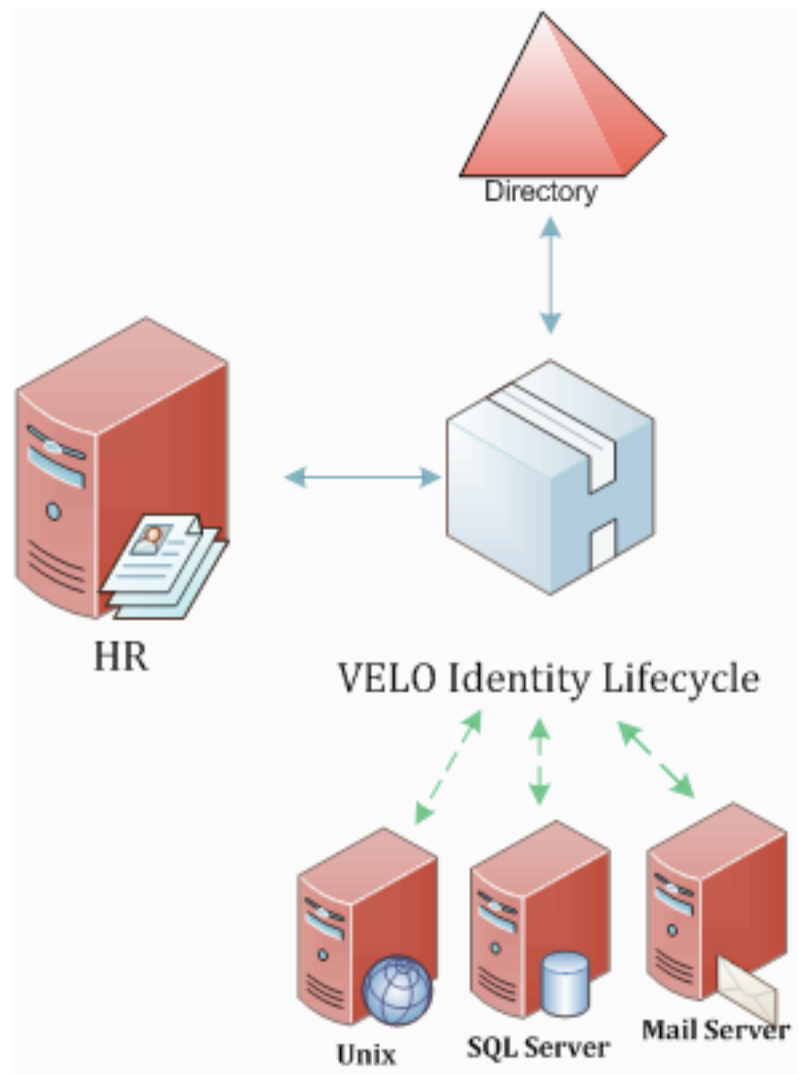 Directory
HR
VELO Identity Lifecycle
Unix
SQL Server
Mail Server